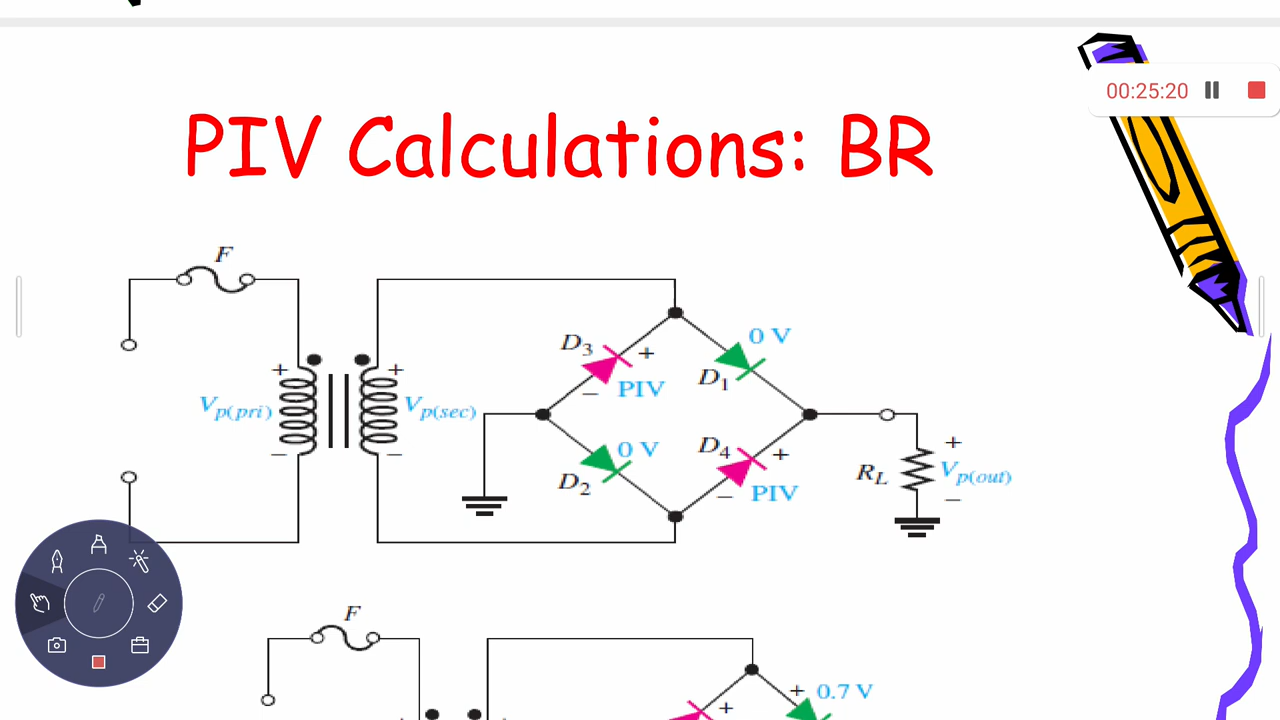 00:25:20
PIV Calculations: BR
F
D3
+
0 V
+
Vp(pri)
−
+
Vp(sec)
−
− PIV
D1
D2
0 V
D4
+
− PIV
RL
+
Vp(out)
−
F
+
+ 0.7 V